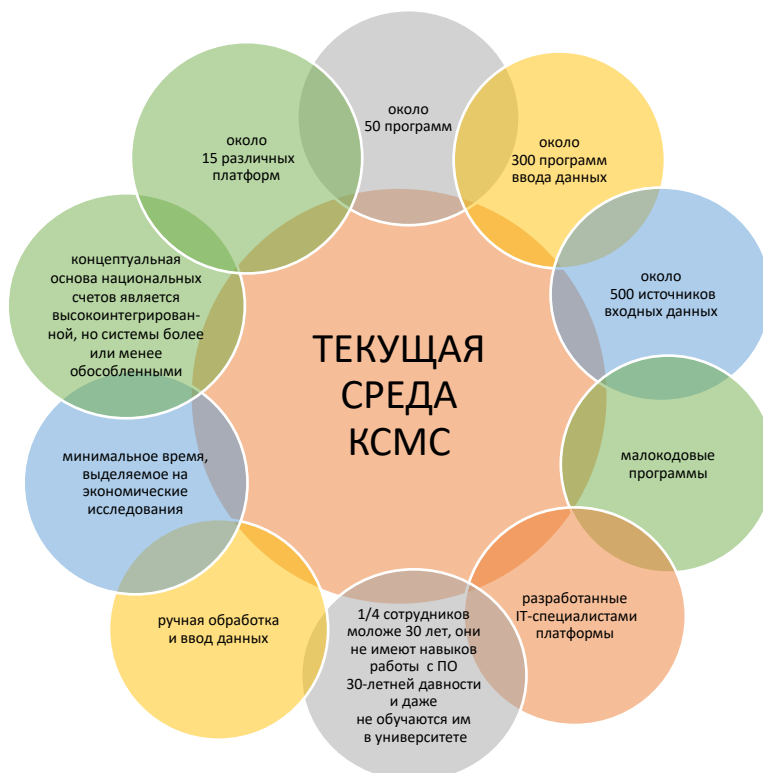 около
50 программ
около
300 программ
ввода данных
около
500 источников
входных данных
малокодовые
программы
разработанные
IT-специалистами
платформы
1/4 сотрудников
моложе 30 лет, они
не имеют навыков
работы с ПО
30-летней давности
и даже
не обучаются им
в университете
ручная обработка
и ввод данных
минимальное время,
выделяемое на
экономические
исследования
концептуальная
основа национальных
счетов является
высокоинтегрирован-
ной, но системы более
или менее
обособленными
около
15 различных
платформ
ТЕКУЩАЯ
СРЕДА
КСМС